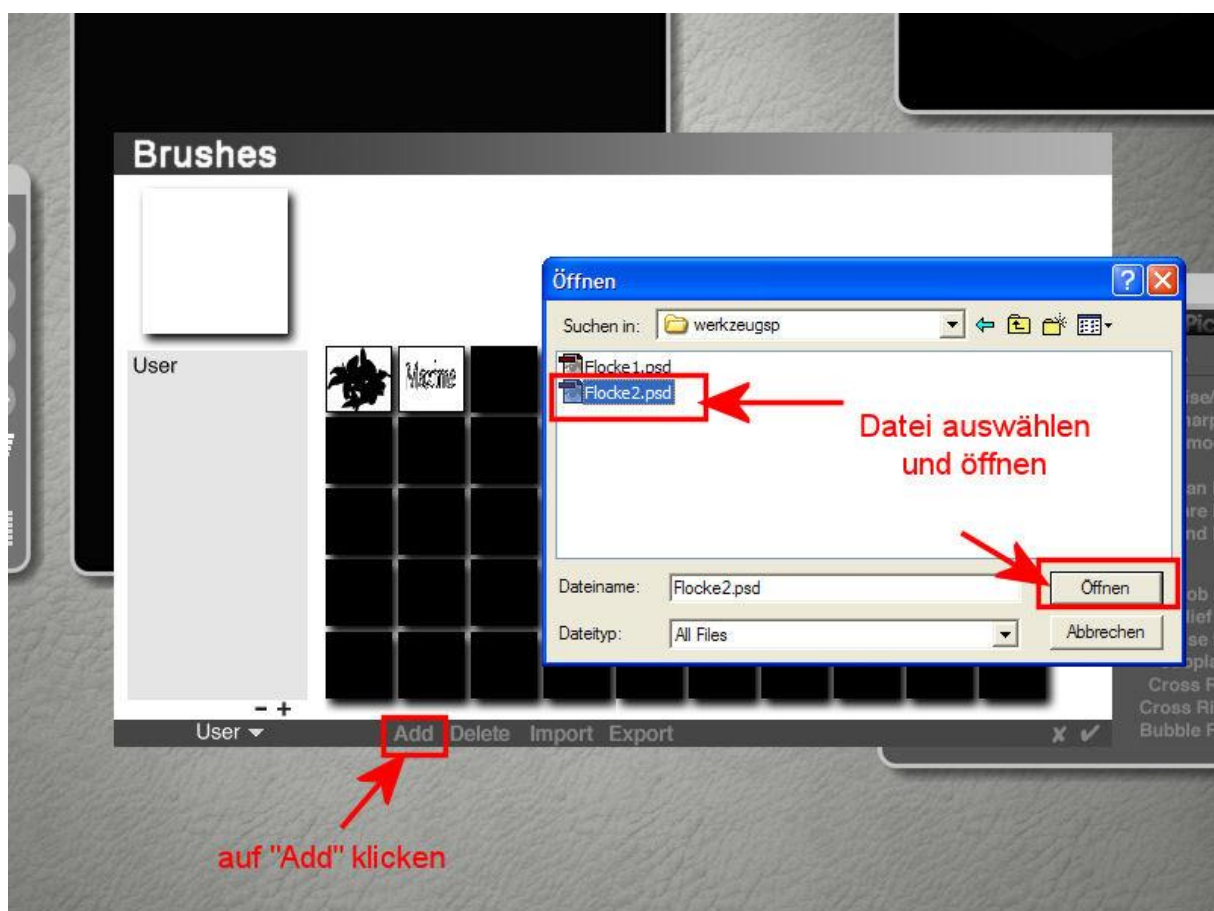 Brushes
User
Maxime
Öffnen
Suchen in: werkzeugsp
Flocke1.psd
Flocke2.psd
Datei auswählen
und öffnen
Dateiname: Flocke2.psd Öffnen
Dateityp: All Files Abbrechen
- +
User Add Delete Import Export
auf "Add" klicken
Cross
Cross
Bubble